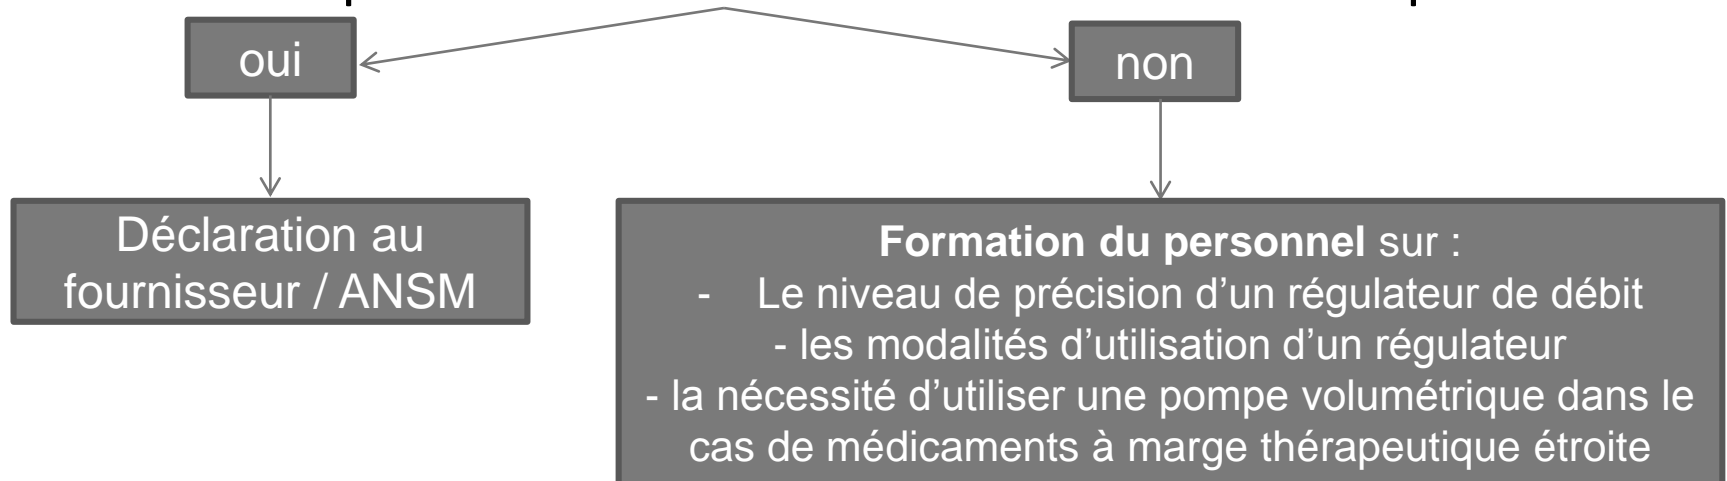 oui
non
Déclaration au
fournisseur / ANSM
Formation du personnel sur :
- Le niveau de précision d’un régulateur de débit
- les modalités d’utilisation d’un régulateur
- la nécessité d’utiliser une pompe volumétrique dans le
cas de médicaments à marge thérapeutique étroite